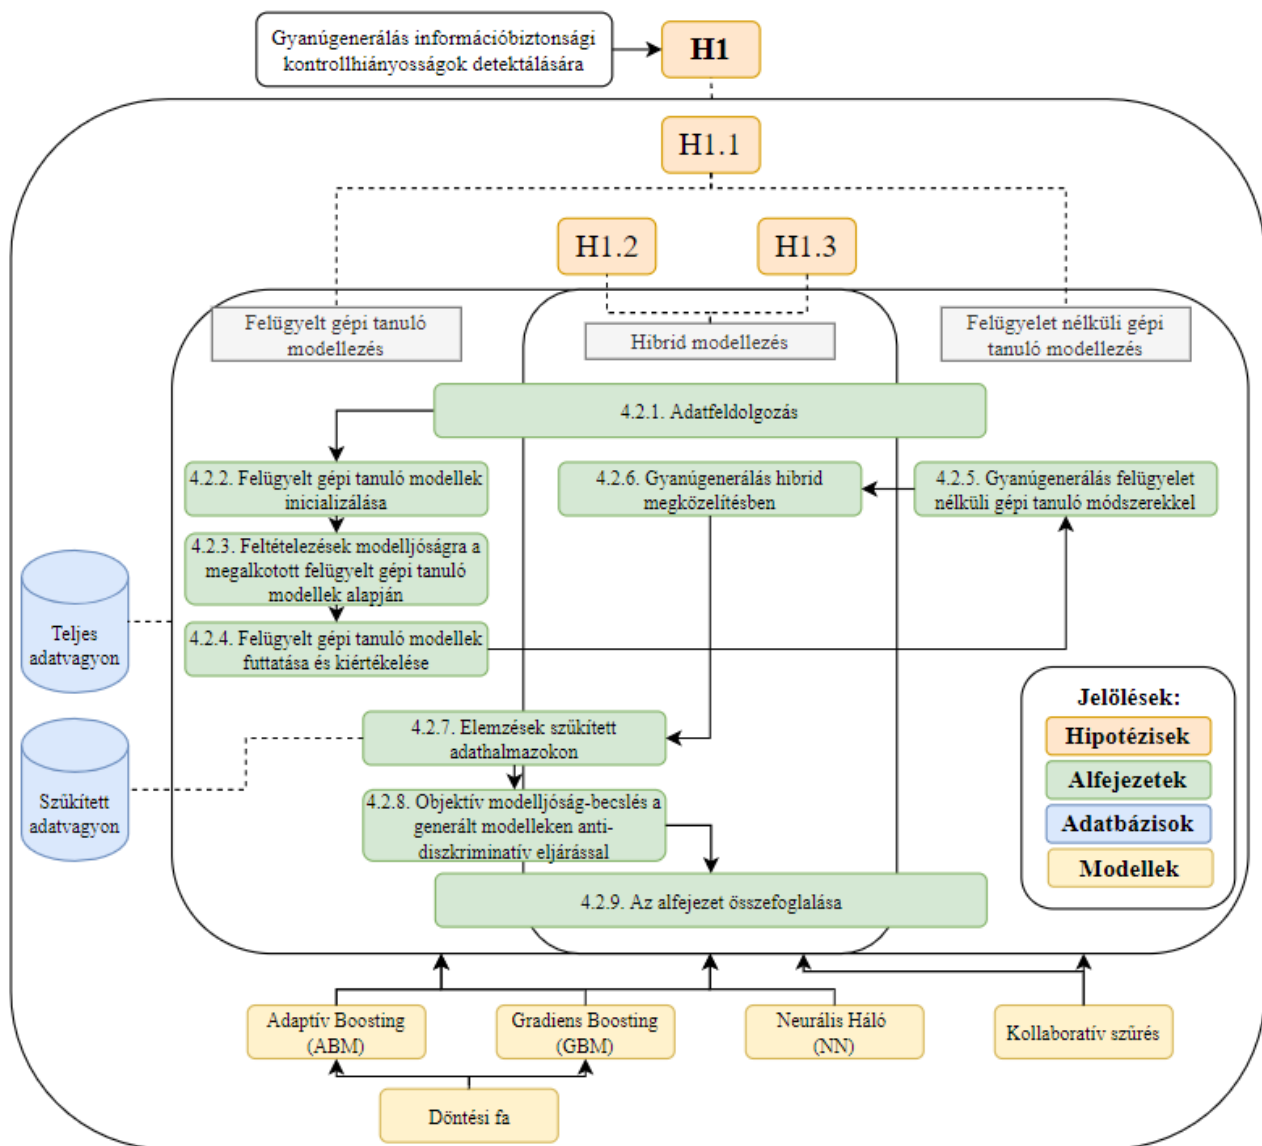 Gyanúgenerálás információbiztonsági
kontrollhiányosságok detektálására
H1
H1.1
H1.2
H1.3
Felügyelt gépi tanuló
modellezés
Hibrid modellezés
Felügyelet nélküli gépi
tanuló modellezés
4.2.1. Adatfeldolgozás
4.2.2. Felügyelt gépi tanuló modellek
inicializálása
4.2.6. Gyanúgenerálás hibrid
megközelítésben
4.2.5. Gyanúgenerálás felügyelet
nélküli gépi tanuló módszerekkel
4.2.3. Feltételezések modelljóságra a
megalkotott felügyelt gépi tanuló
modellek alapján
4.2.4. Felügyelt gépi tanuló modellek
futtatása és kiértékelése
Teljes
adatvagyon
4.2.7. Elemzések szűkített
adathalmazokon
Szűkített
adatvagyon
4.2.8. Objektív modelljóság-becslés a
generált modelleken anti-
diszkriminatív eljárással
4.2.9. Az alfejezet összefoglalása
Jelölések:
Hipotézisek
Alfejezetek
Adatbázisok
Modellek
Adaptív Boosting
(ABM)
Gradiens Boosting
(GBM)
Neurális Háló
(NN)
Kollaboratív szűrés
Döntési fa